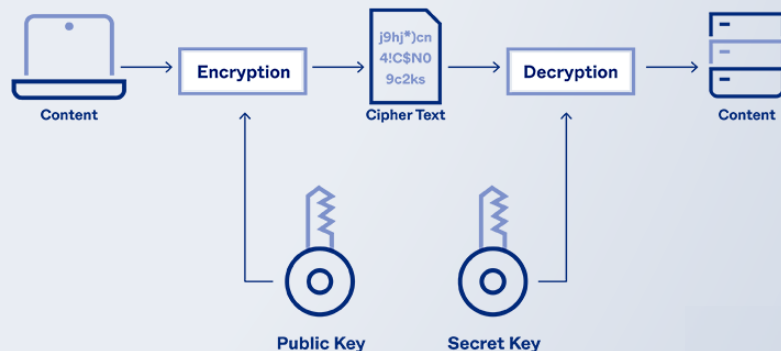 j9hj*)cn
4!C$N0
9c2ks
Encryption
Decryption
Content
Cipher Text
Content
Public Key
Secret Key